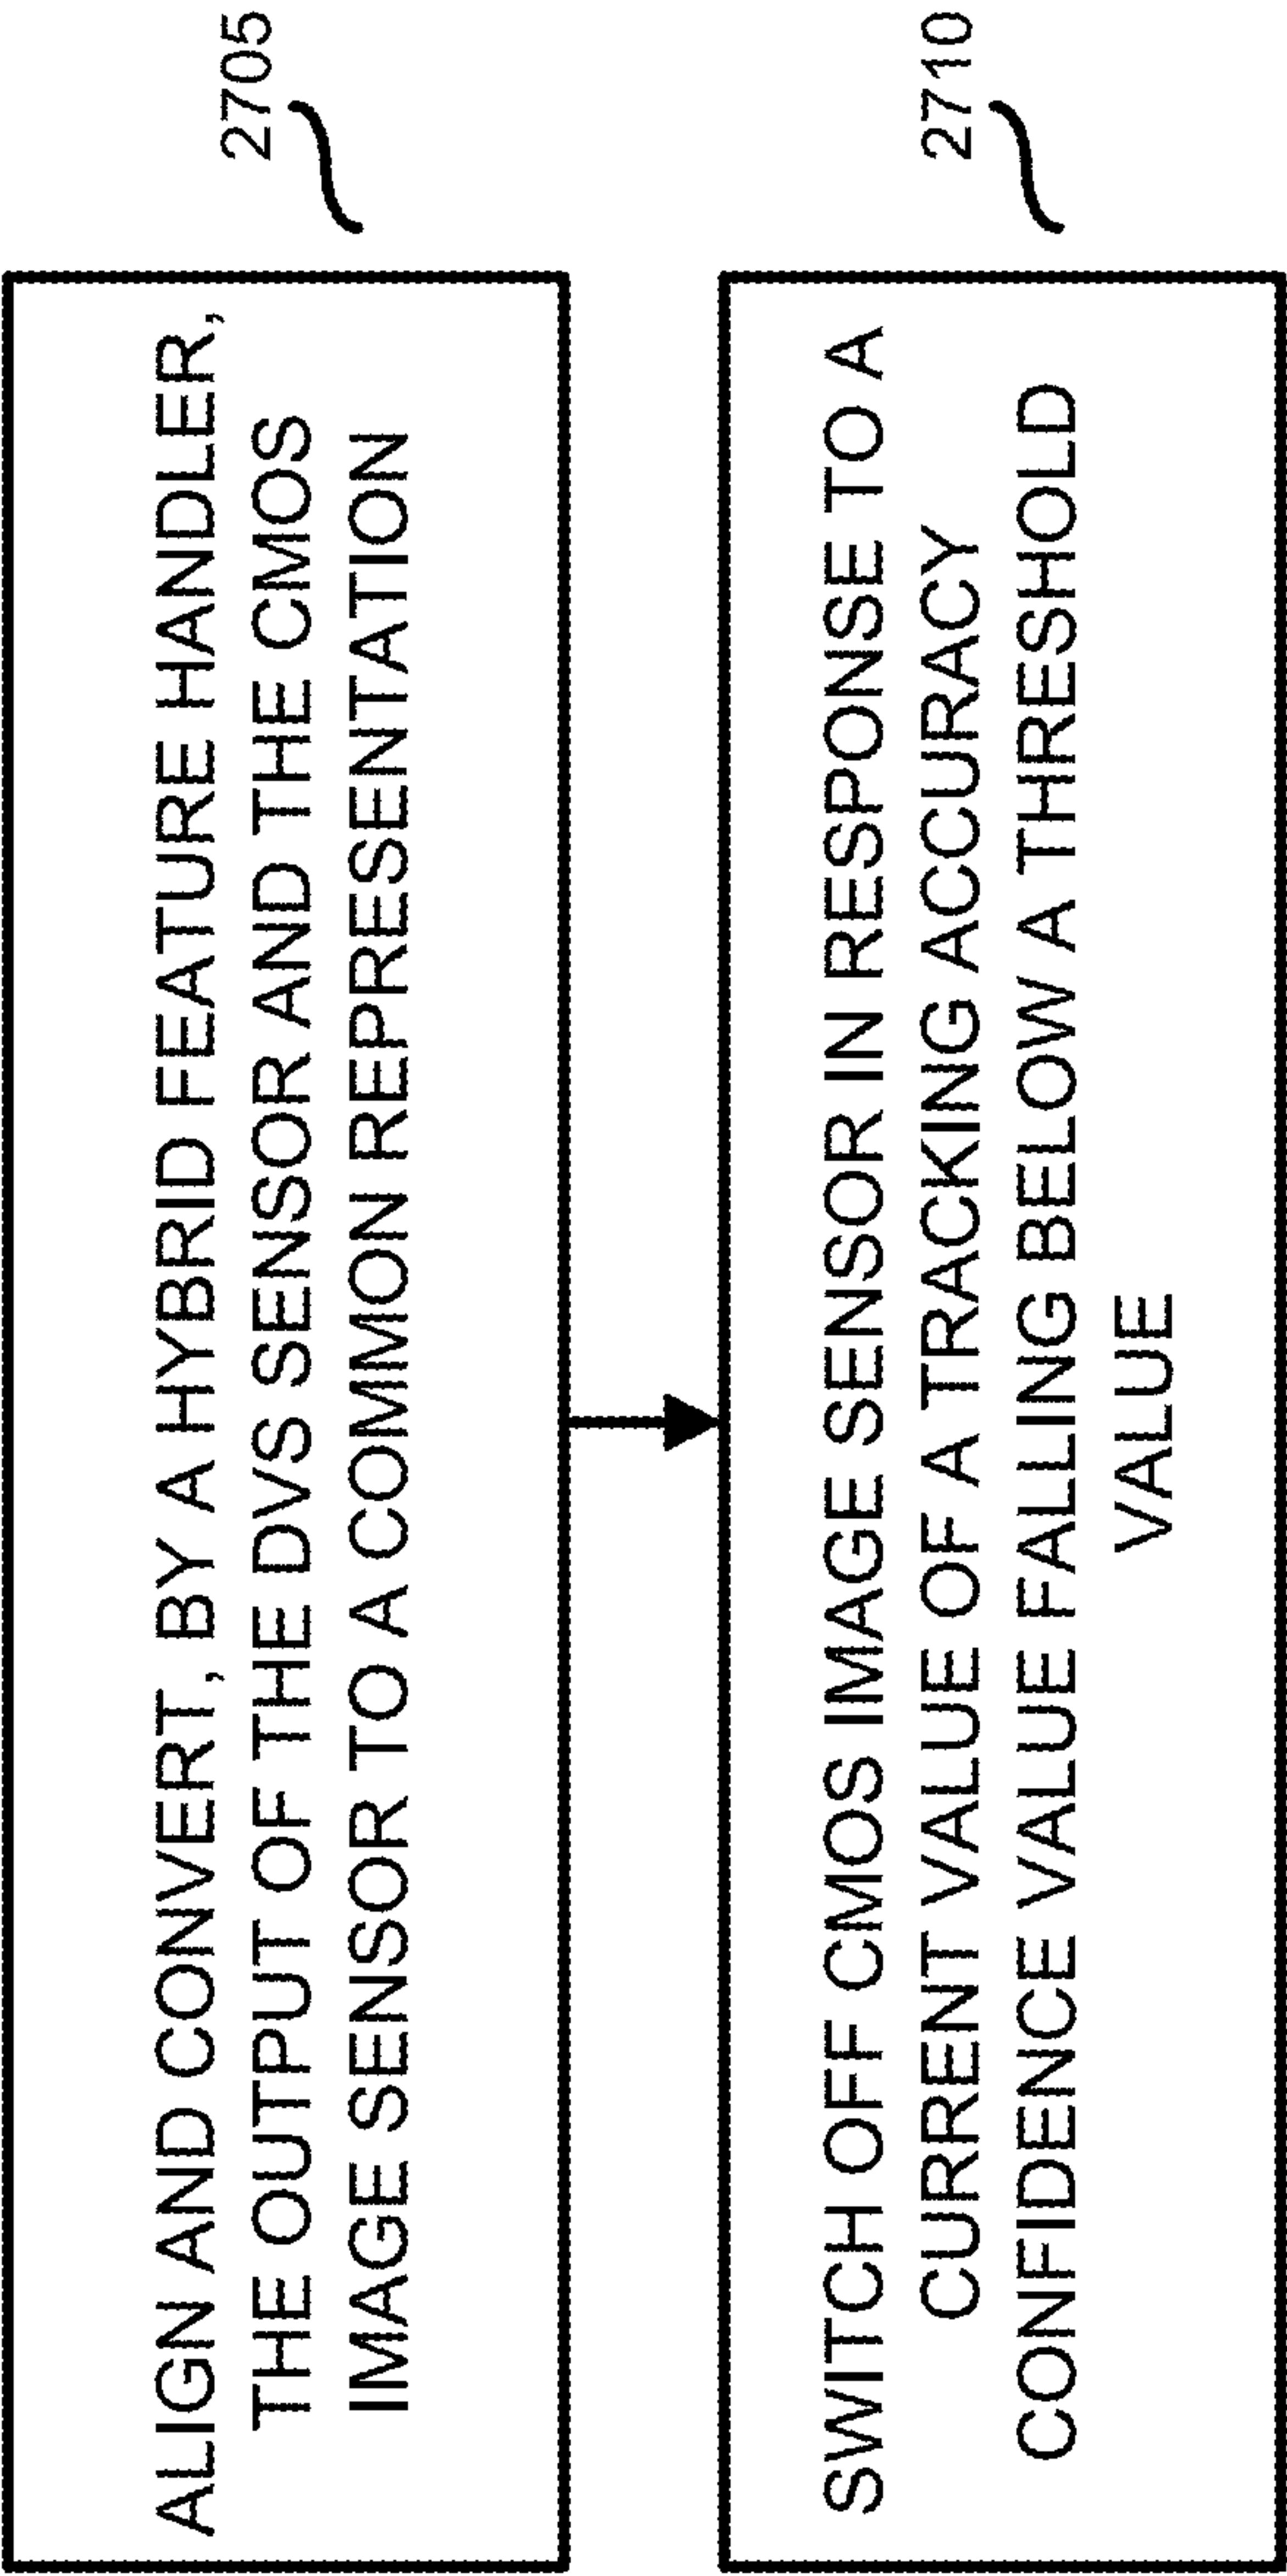 ALIGN AND CONVERT, BY A HYBRID FEATURE HANDLER,
THE OUTPUT OF THE DVS SENSOR AND THE CMOS
IMAGE SENSOR TO A COMMON REPRESENTATION
2705
SWITCH OFF CMOS IMAGE SENSOR IN RESPONSE TO A
CURRENT VALUE OF A TRACKING ACCURACY
CONFIDENCE VALUE FALLING BELOW A THRESHOLD
VALUE
2710